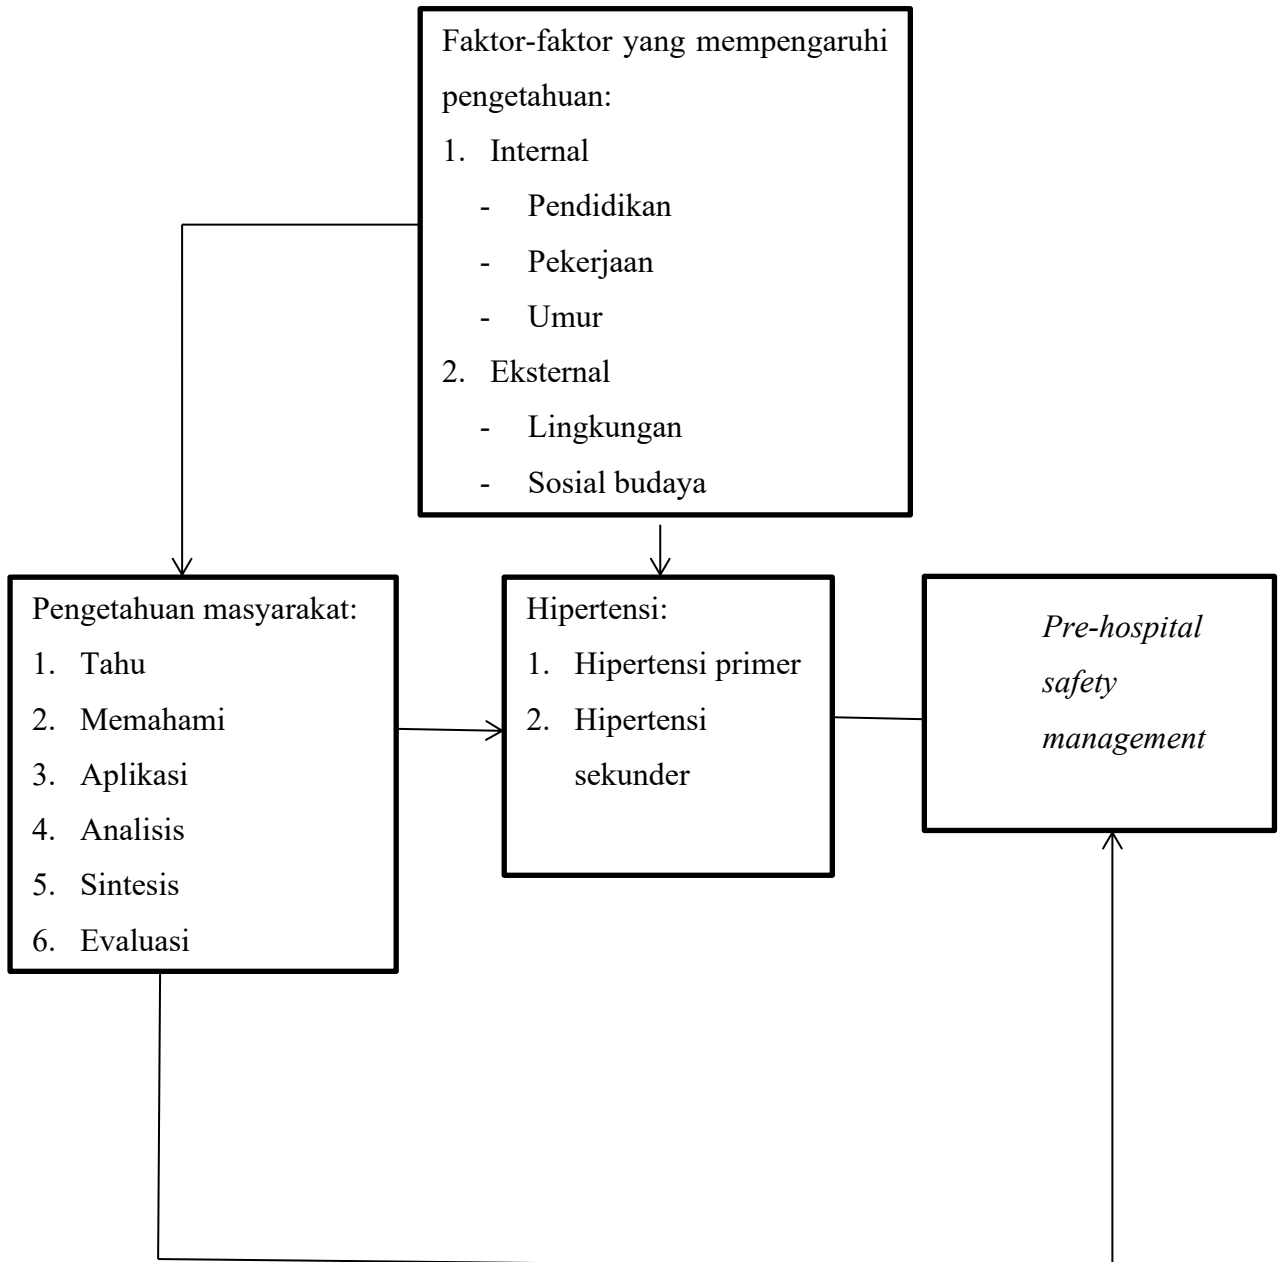 Faktor-faktor yang mempengaruhi
pengetahuan:
1. Internal
- Pendidikan
- Pekerjaan
- Umur
2. Eksternal
- Lingkungan
- Sosial budaya
Pengetahuan masyarakat:
1. Tahu
2. Memahami
3. Aplikasi
4. Analisis
5. Sintesis
6. Evaluasi
Hipertensi:
1. Hipertensi primer
2. Hipertensi
sekunder
Pre-hospital
safety
management